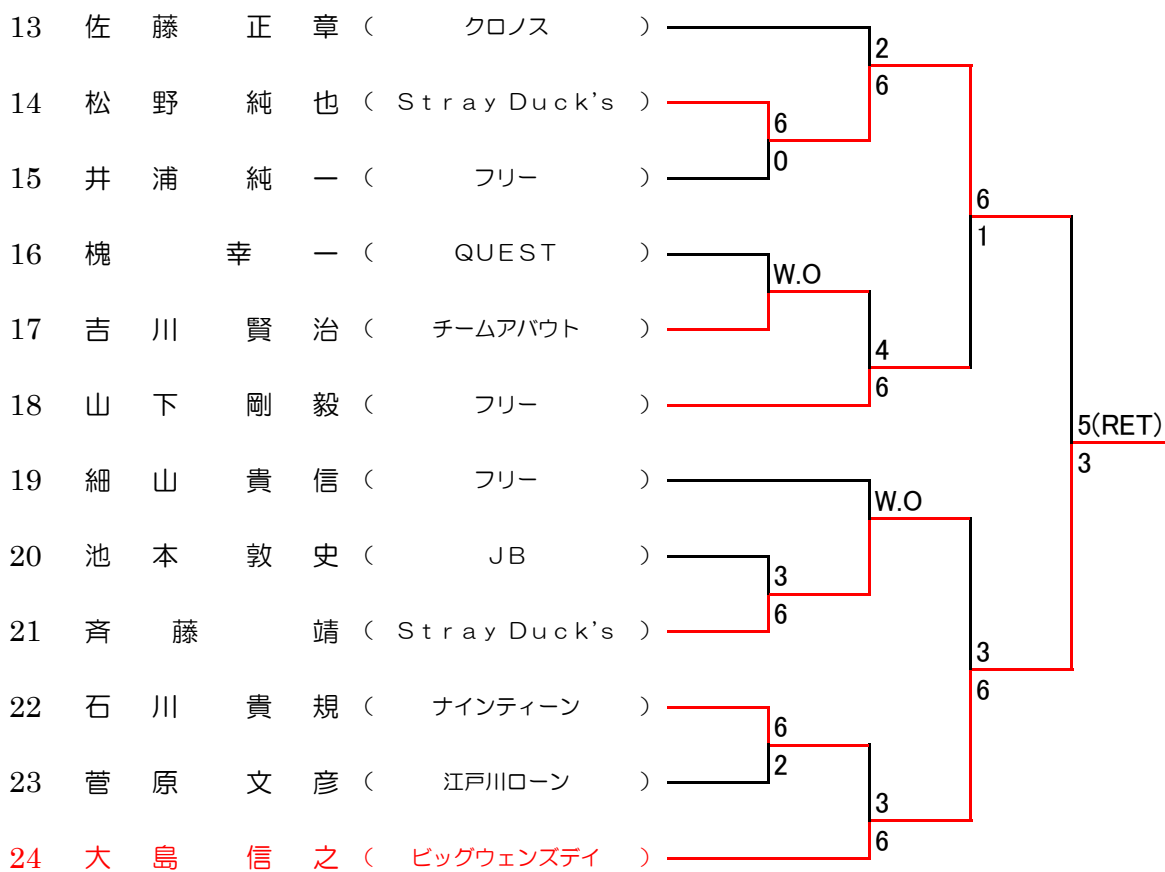 13 佐藤 正章 ( クロノス )
2
14 松野 純也 ( Stray Duck's )
6
6
0
15 井浦 純一 ( フリー )
6
1
16 槐 幸一 ( QUEST )
W.O
17 吉川 賢治 ( チームアバウト )
4
6
18 山下 剛毅 ( フリー )
5(RET)
3
19 細山 貴信 ( フリー )
W.O
20 池本 敦史 ( JB )
3
6
21 斉藤 靖 ( Stray Duck's )
3
6
22 石川 貴規 ( ナインティーン )
6
2
23 菅原 文彦 ( 江戸川ローン )
3
6
24 大島 信之 ( ビッグウェンズデイ )